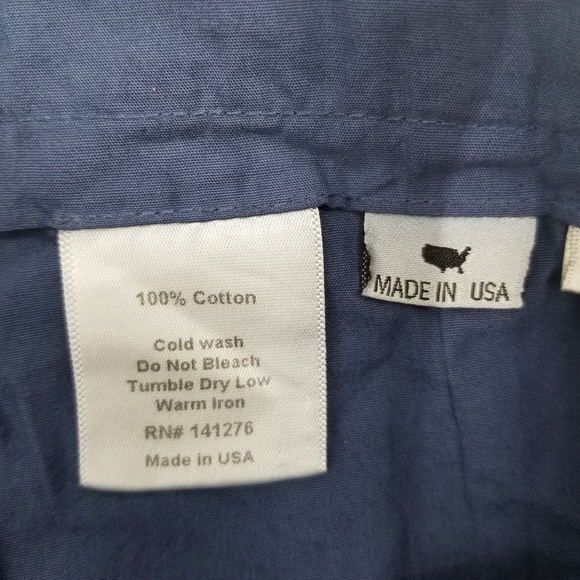 100% Cotton
Cold wash
Do Not Bleach
Tumble Dry Low
Warm Iron
RN# 141276
Made in USA
MADE IN USA